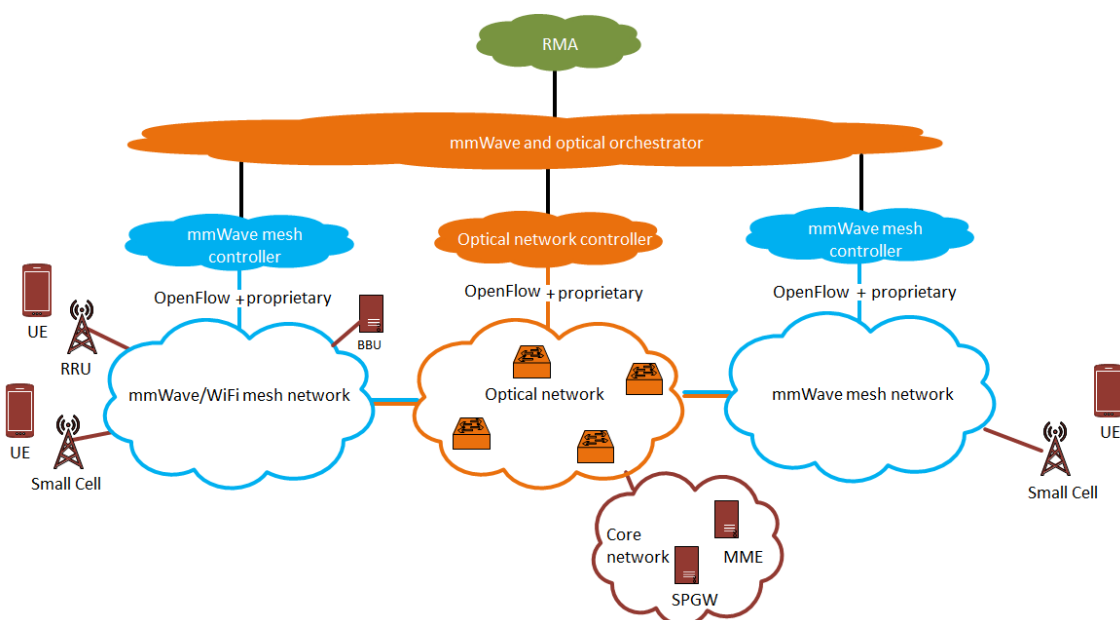 RMA
mmWave and optical orchestrator
mmWave mesh
controller
Optical network controller
mmWave mesh
controller
OpenFlow + proprietary
OpenFlow + proprietary
OpenFlow + proprietary
UE
RRU
BBU
mmWave/WiFi mesh network
Optical network
mmWave mesh network
UE
Small Cell
UE
Small Cell
Core
network
MME
SPGW